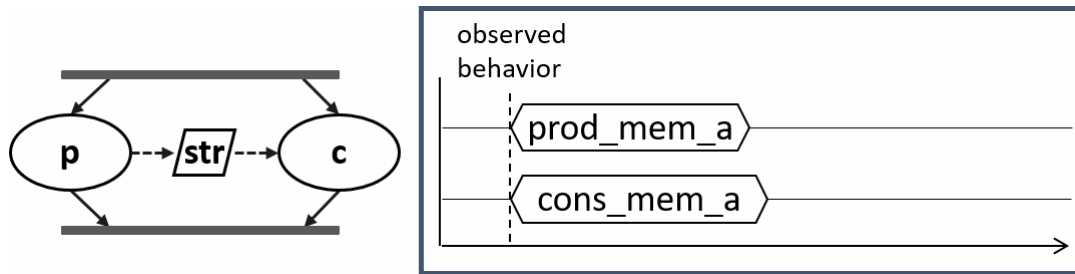 p
str
c
observed
behavior
prod_mem_a
cons_mem_a